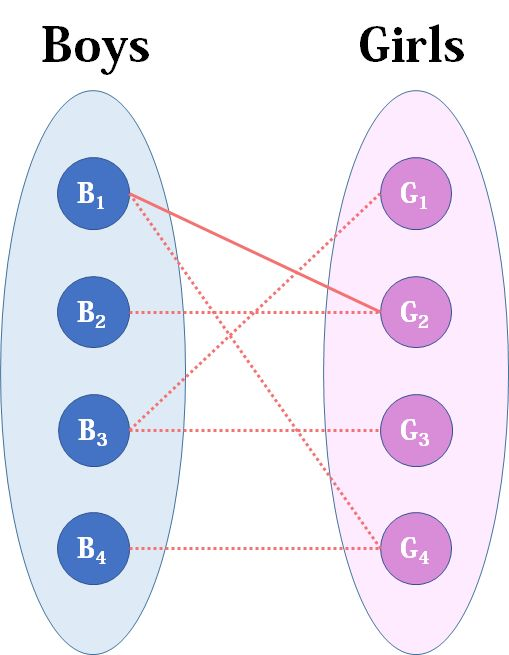 Boys Girls
B₁ G₁
B₂ G₂
B₃ G₃
B₄ G₄